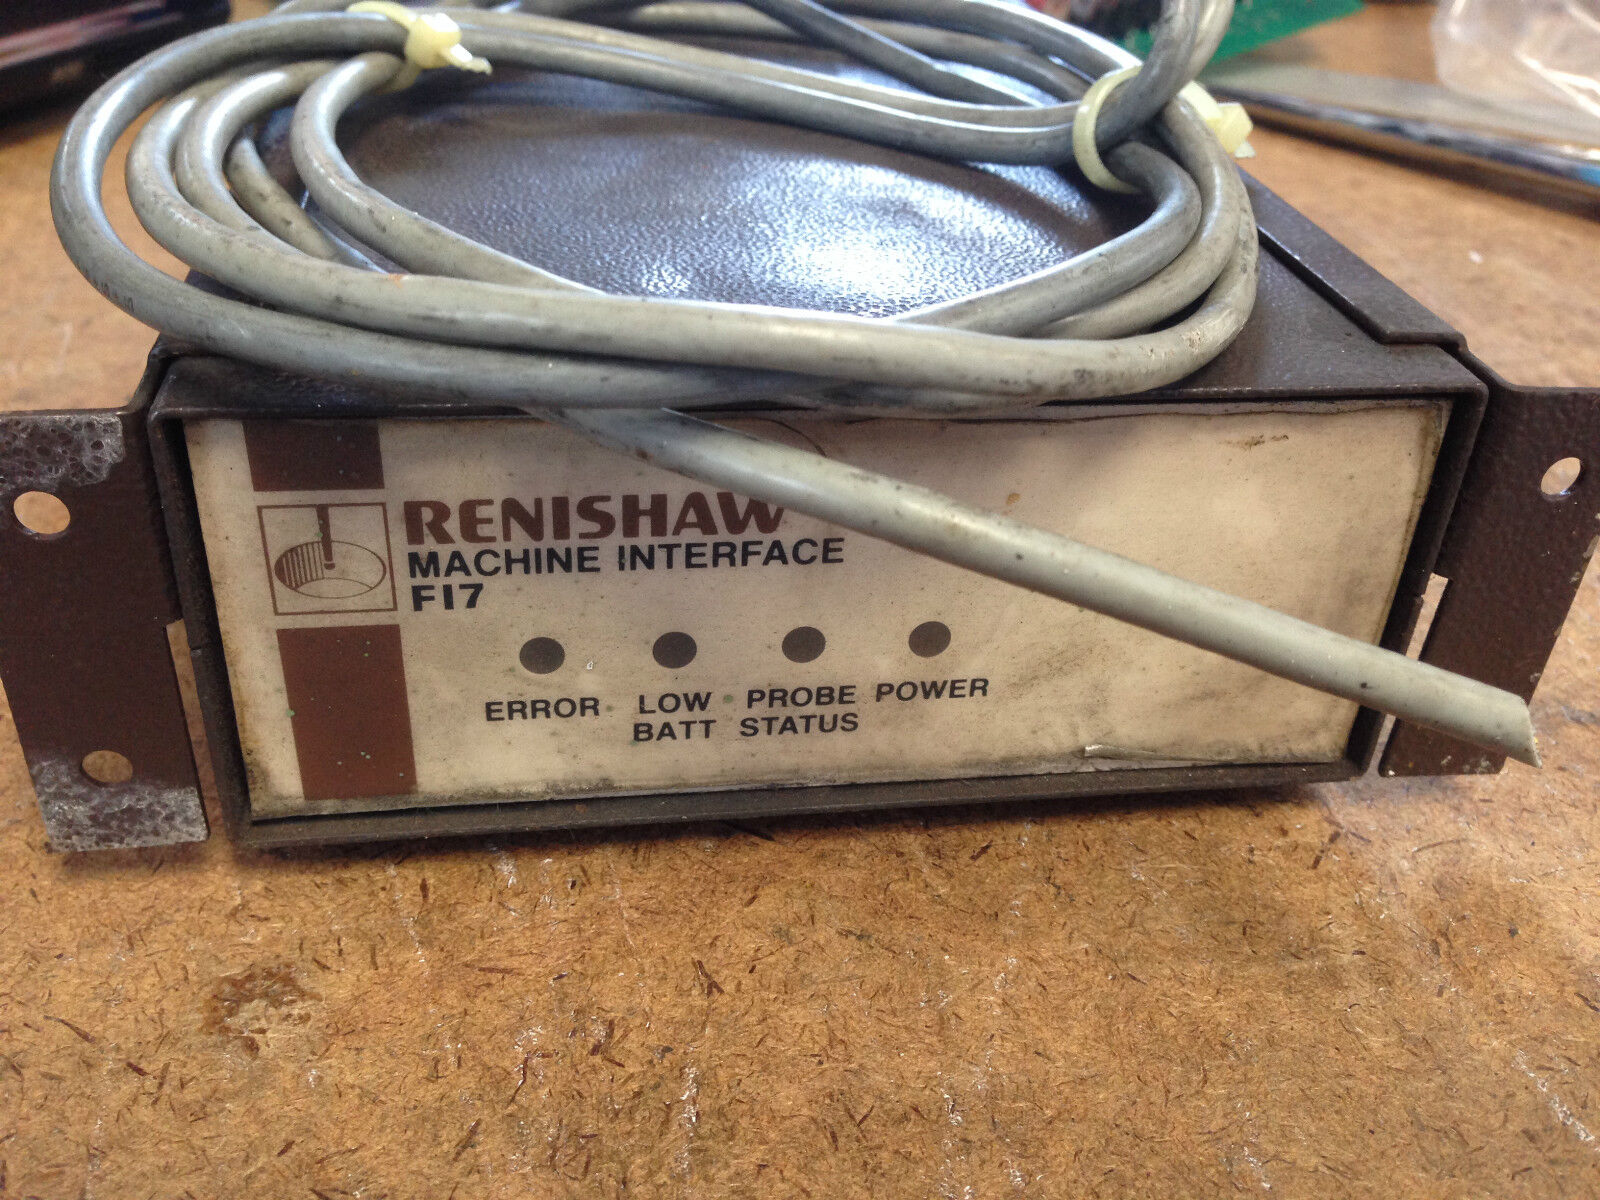 RENISHAW
MACHINE INTERFACE
FI7
ERROR LOW PROBE POWER
BATT STATUS